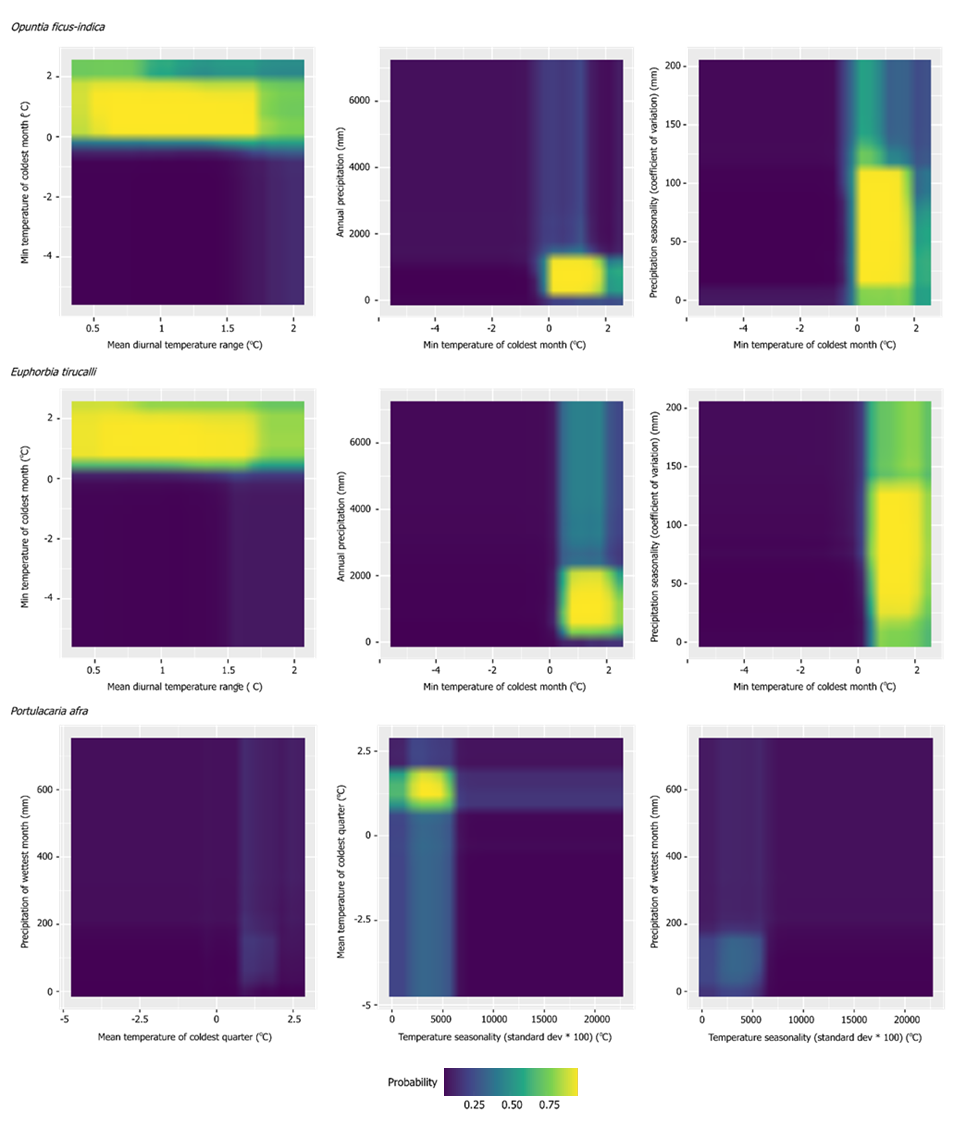 Opuntia ficus-indica
Min temperature of coldest month (°C)
2
0
-2
-4
0.5 1 1.5 2
Mean diurnal temperature range (°C)
Annual precipitation (mm)
6000
4000
2000
0
-4 -2 0 2
Min temperature of coldest month (°C)
Precipitation seasonality (coefficient of variation) (mm)
200
150
100
50
0
-4 -2 0 2
Min temperature of coldest month (°C)
Euphorbia tirucalli
Min temperature of coldest month (°C)
2
0
-2
-4
0.5 1 1.5 2
Mean diurnal temperature range ( C)
Annual precipitation (mm)
6000
4000
2000
0
-4 -2 0 2
Min temperature of coldest month (°C)
Precipitation seasonality (coefficient of variation) (mm)
200
150
100
50
0
-4 -2 0 2
Min temperature of coldest month (°C)
Portulacaria afra
Precipitation of wettest month (mm)
600
400
200
0
-5 -2.5 0 2.5
Mean temperature of coldest quarter (°C)
Mean temperature of coldest quarter (°C)
2.5
0
-2.5
-5
0 5000 10000 15000 20000
Temperature seasonality (standard dev * 100) (°C)
Precipitation of wettest month (mm)
600
400
200
0
0 5000 10000 15000 20000
Temperature seasonality (standard dev * 100) (°C)
Probability
0.25 0.50 0.75